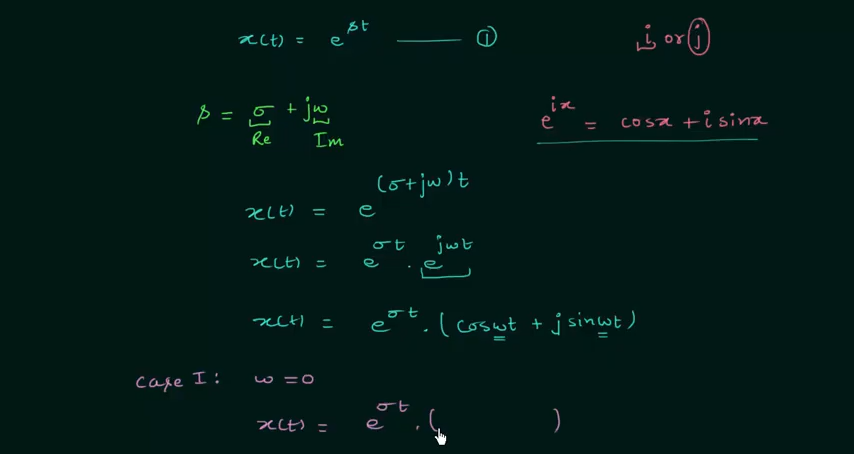 x(t) = e^{st} ——— ①
i or j
s = σ + jω
Re
Im
e^{ix} = cosx + i sinx
x(t) = e^{(σ+jω)t}
x(t) = e^{σt} . e^{jωt}
x(t) = e^{σt} . (cosωt + j sinωt)
Case I : ω = 0
x(t) = e^{σt} . ( )